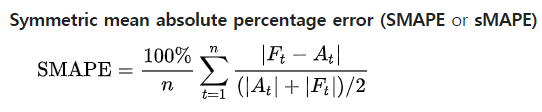 Symmetric mean absolute percentage error (SMAPE or sMAPE)
SMAPE = 100%/n ∑_{t=1}^{n} |F_t − A_t| / ((|A_t| + |F_t|)/2)